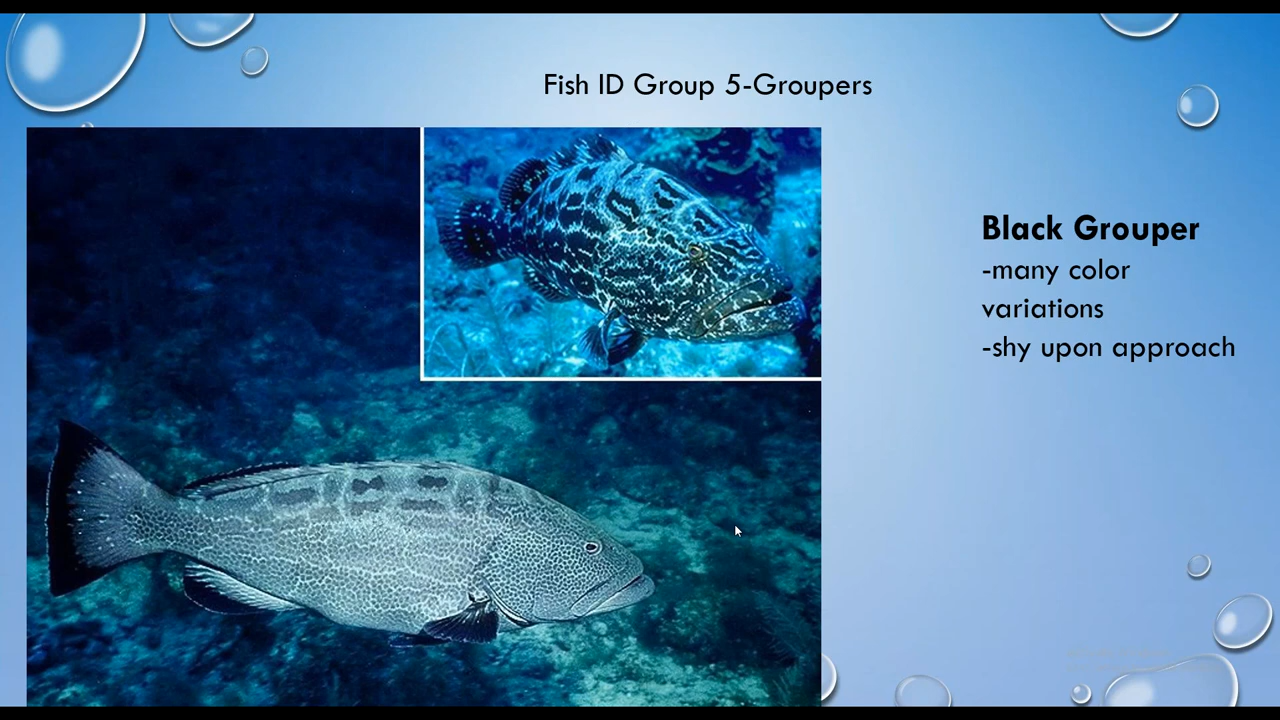 Fish ID Group 5-Groupers
Black Grouper
-many color
variations
-shy upon approach